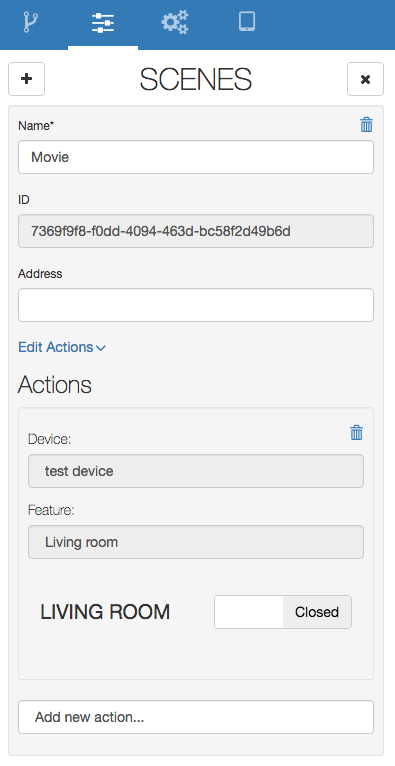 SCENES
Name*
Movie
ID
7369f9f8-f0dd-4094-463d-bc58f2d49b6d
Address
Edit Actions
Actions
Device:
test device
Feature:
Living room
LIVING ROOM Closed
Add new action...